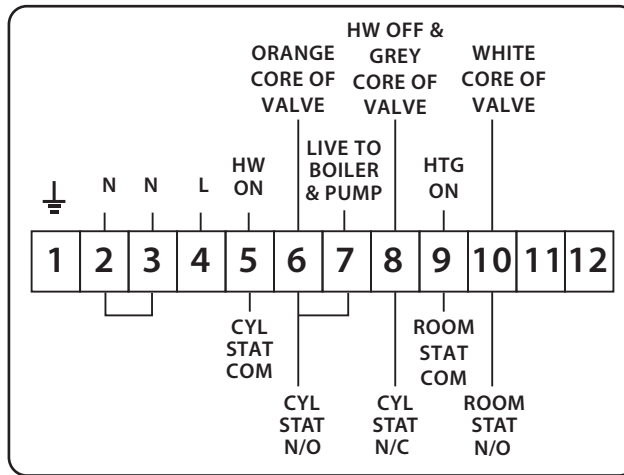 ORANGE
CORE OF
VALVE
HW OFF &
GREY
CORE OF
VALVE
WHITE
CORE OF
VALVE
N
N
L
HW
ON
LIVE TO
BOILER
& PUMP
HTG
ON
1 2 3 4 5 6 7 8 9 10 11 12
CYL
STAT
COM
CYL
STAT
N/O
CYL
STAT
N/C
ROOM
STAT
COM
ROOM
STAT
N/O